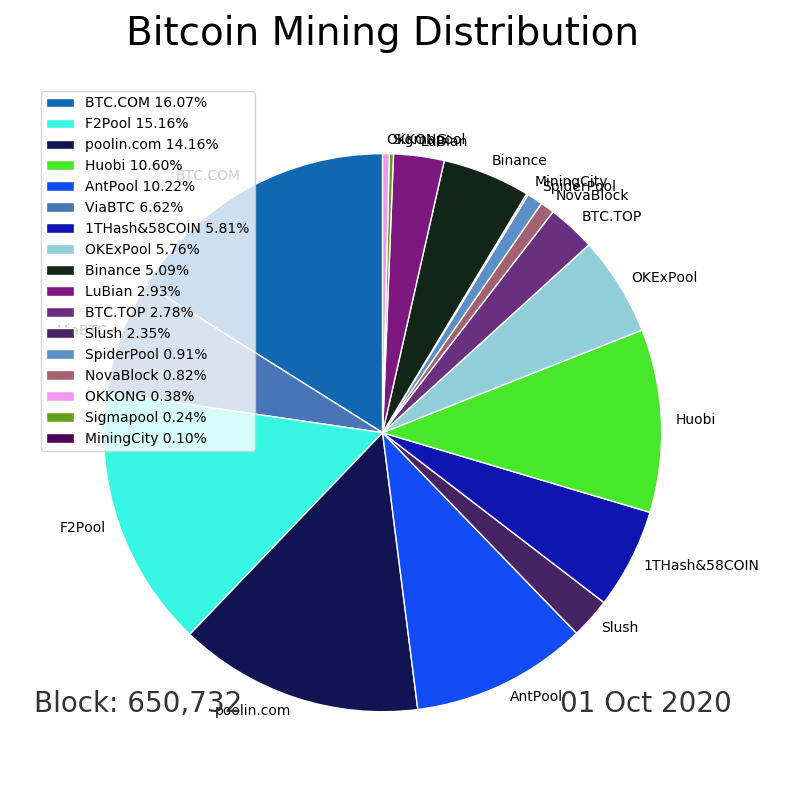 Bitcoin Mining Distribution
BTC.COM 16.07%
F2Pool 15.16%
poolin.com 14.16%
Huobi 10.60%
AntPool 10.22%
ViaBTC 6.62%
1THash&58COIN 5.81%
OKExPool 5.76%
Binance 5.09%
LuBian 2.93%
BTC.TOP 2.78%
Slush 2.35%
SpiderPool 0.91%
NovaBlock 0.82%
OKKONG 0.38%
Sigmapool 0.24%
MiningCity 0.10%
OKKONG
Sigmapool
LuBian
Binance
MiningCity
SpiderPool
NovaBlock
BTC.TOP
OKExPool
Huobi
1THash&58COIN
Slush
AntPool
poolin.com
F2Pool
ViaBTC
BTC.COM
Block: 650,732
01 Oct 2020